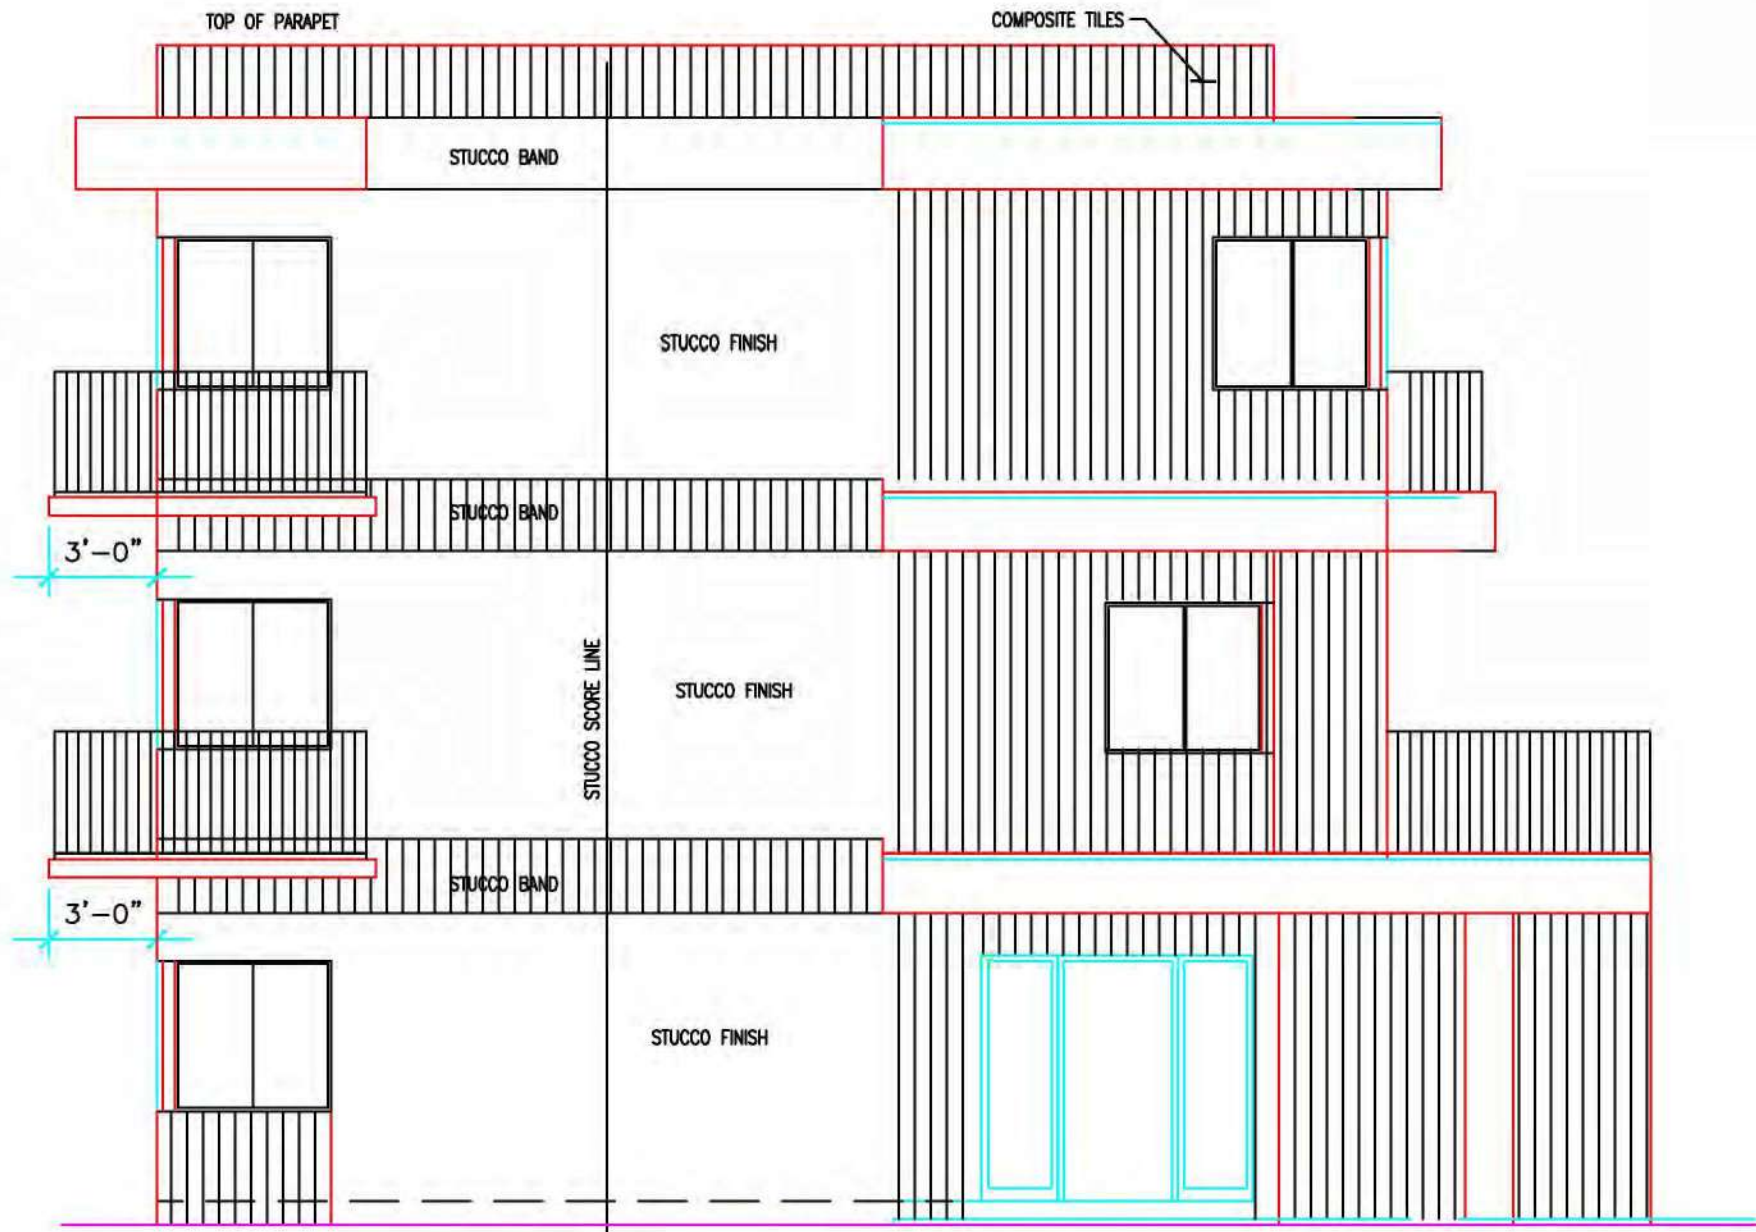 TOP OF PARAPET
COMPOSITE TILES
STUCCO BAND
STUCCO FINISH
STUCCO BAND
3'-0"
STUCCO SCORE LINE
STUCCO FINISH
STUCCO BAND
3'-0"
STUCCO FINISH